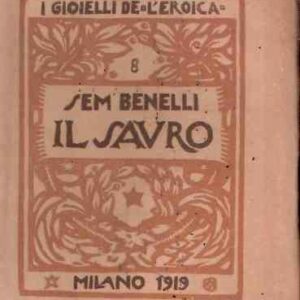 I GIOIELLI DE "L'EROICA"
8
SEM BENELLI
IL SAVRO
MILANO 1919